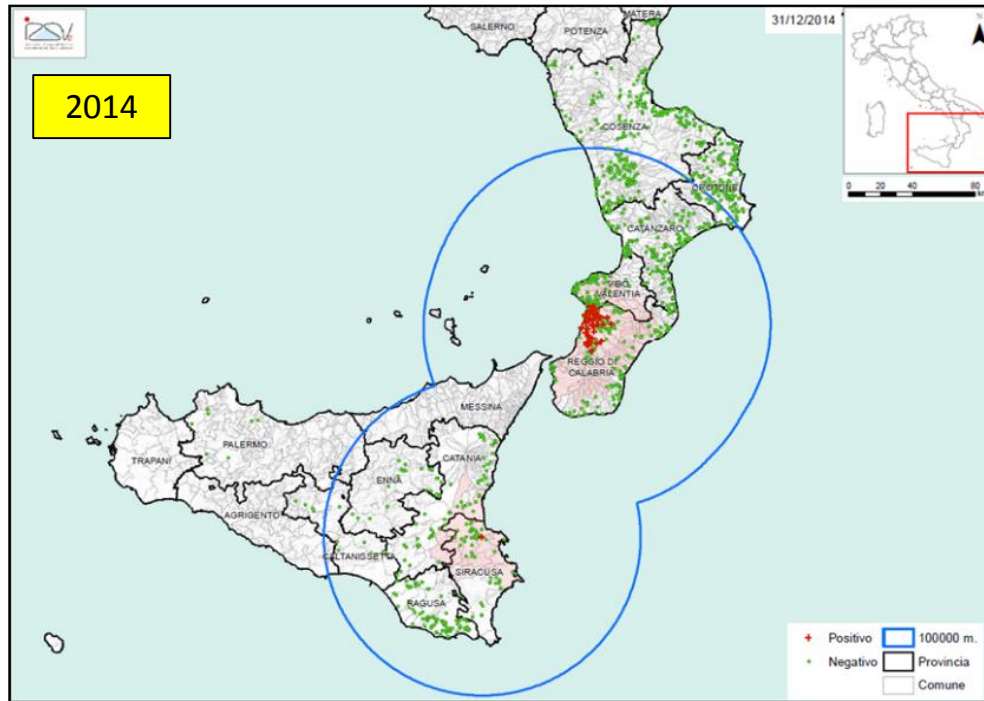 2014
31/12/2014
N
MATERA
SALERNO
POTENZA
COSENZA
CROTONE
CATANZARO
VIBO
VALENTIA
REGGIO DI
CALABRIA
MESSINA
PALERMO
TRAPANI
CATANIA
ENNA
AGRIGENTO
CALTANISSETTA
SIRACUSA
RAGUSA
0 20 40 80
Positivo
100000 m.
Negativo
Provincia
Comune